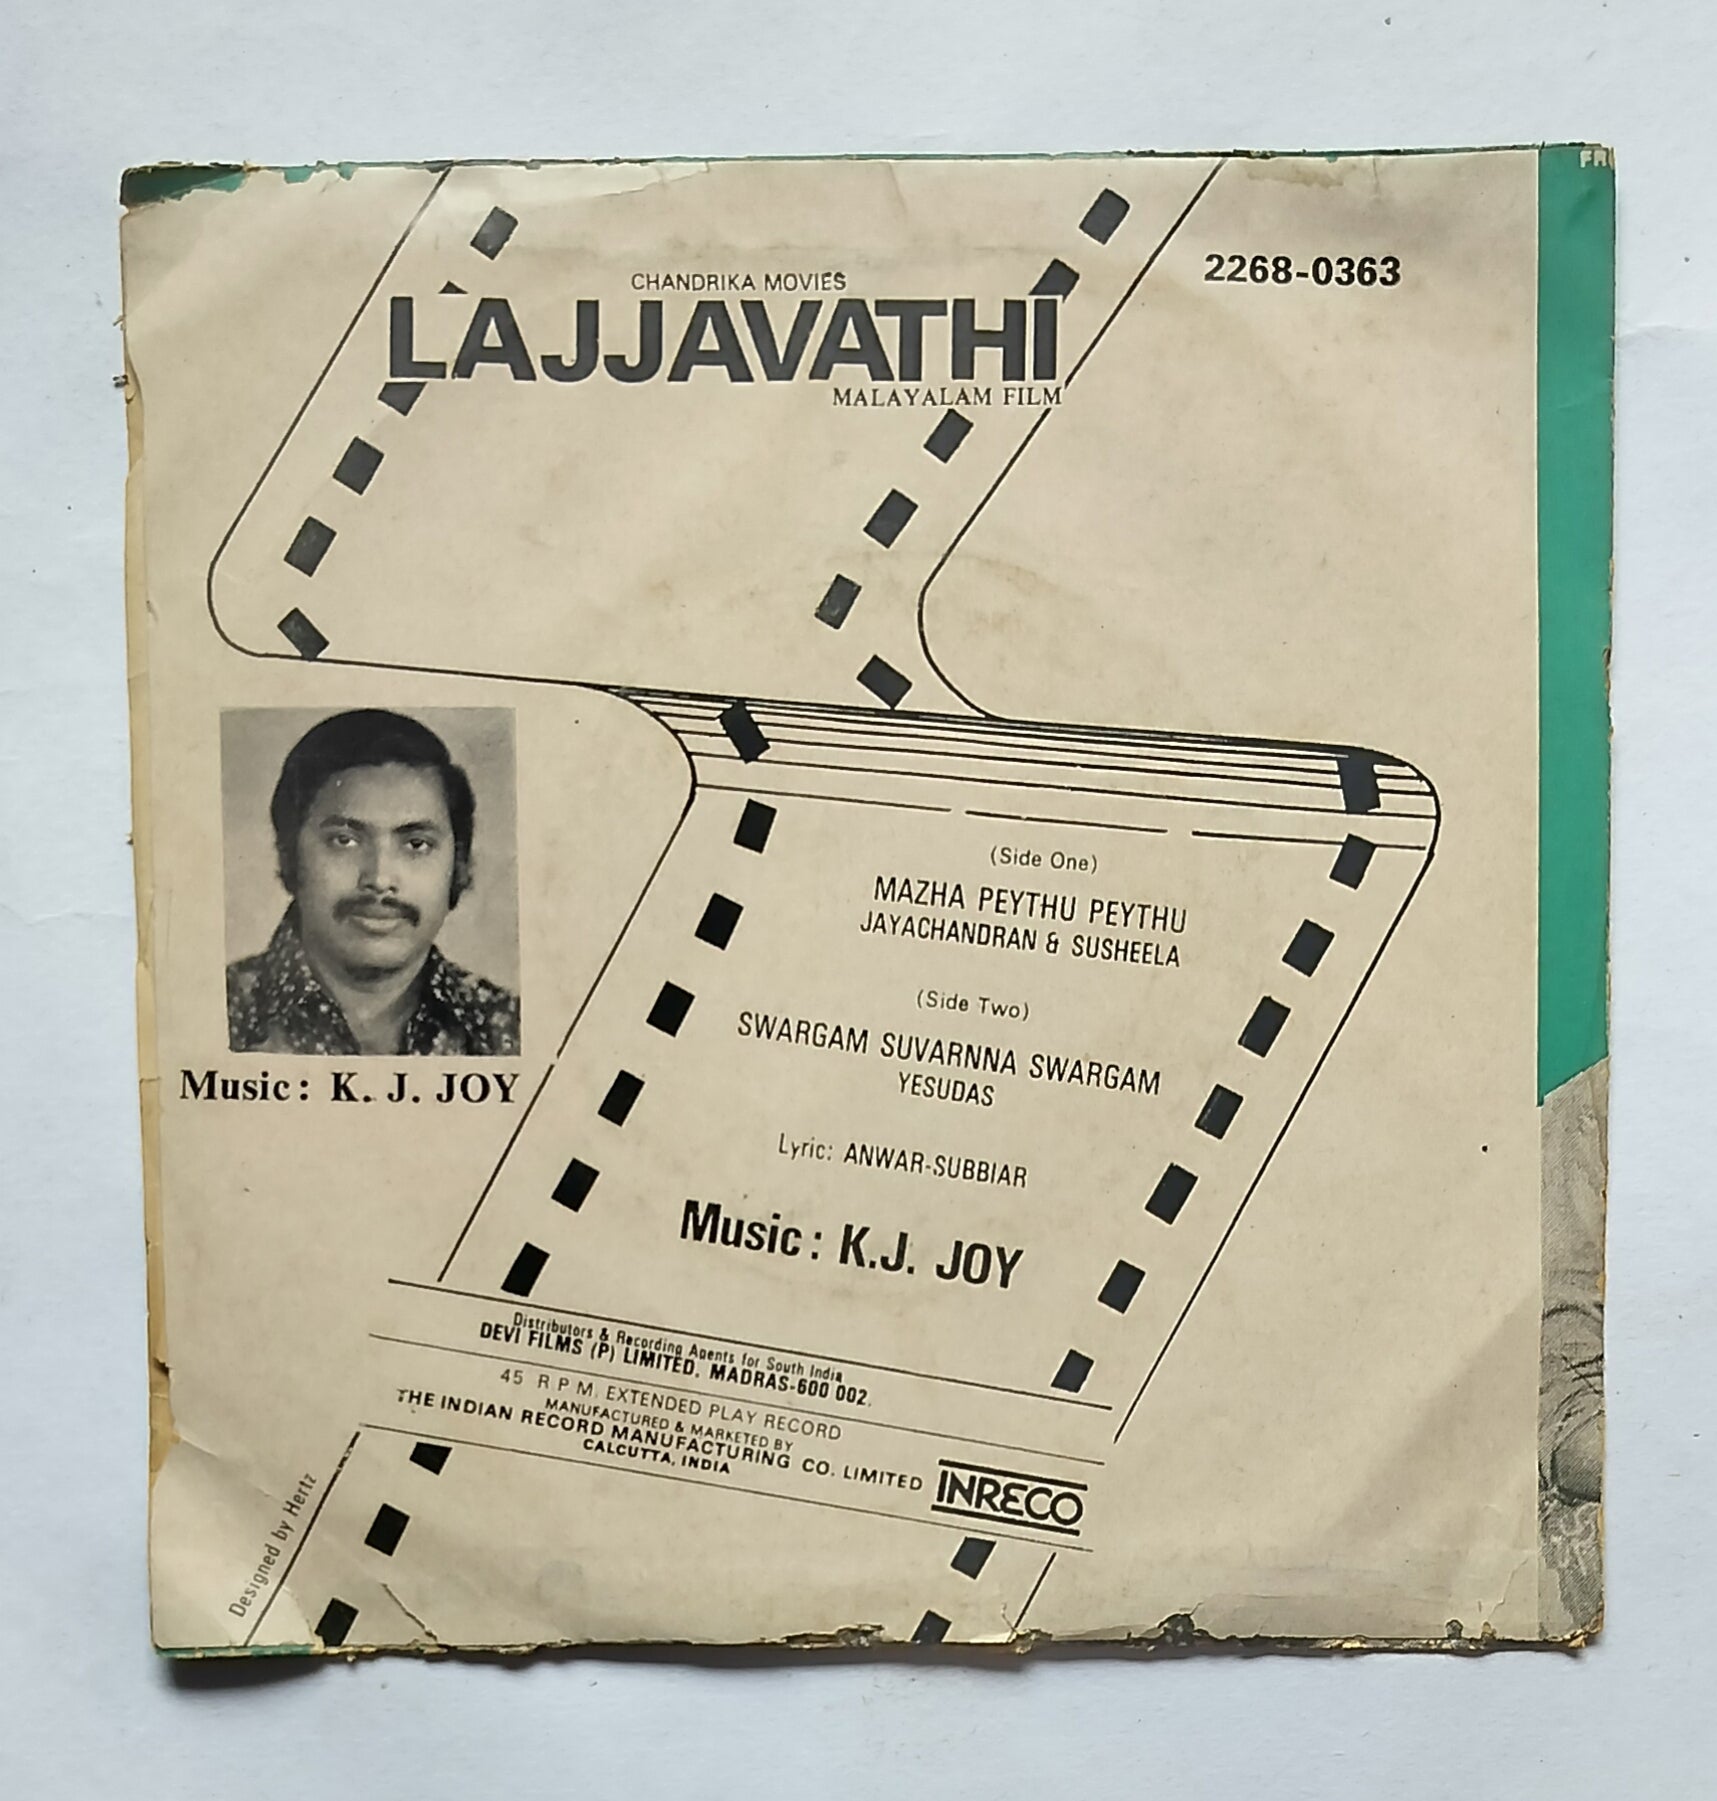 FR
2268-0363
CHANDRIKA MOVIES
LAJJAVATHI
MALAYALAM FILM
Music: K. J. JOY
(Side One)
MAZHA PEYTHU PEYTHU
JAYACHANDRAN & SUSHEELA
(Side Two)
SWARGAM SUVARNNA SWARGAM
YESUDAS
Lyric: ANWAR-SUBBIAR
Music: K.J. JOY
Distributors & Recording Agents for South India
DEVI FILMS (P) LIMITED. MADRAS-600 002.
45 R P M. EXTENDED PLAY RECORD
MANUFACTURED & MARKETED BY
THE INDIAN RECORD MANUFACTURING CO. LIMITED
CALCUTTA, INDIA
INRECO
Designed by Hertz